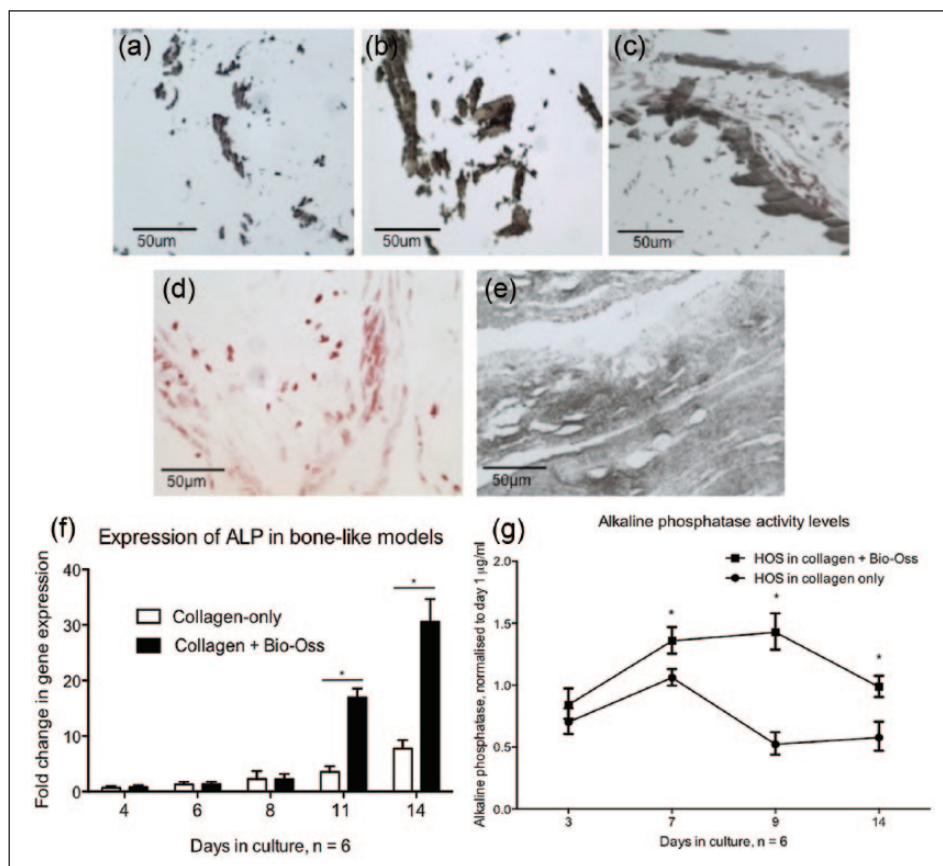 (a)
(b)
(c)
50um
50um
50um
(d)
(e)
50µm
50µm
(f)
Expression of ALP in bone-like models
40
30
20
10
0
Fold change in gene expression
Collagen-only
Collagen + Bio-Oss
*
*
4 6 8 11 14
Days in culture, n = 6
(g)
Alkaline phosphatase activity levels
HOS in collagen + Bio-Oss
HOS in collagen only
2.0
1.5
1.0
0.5
0.0
Alkaline phosphatase, normalised to day 1 µg/ml
*
*
*
3 7 9 14
Days in culture, n = 6